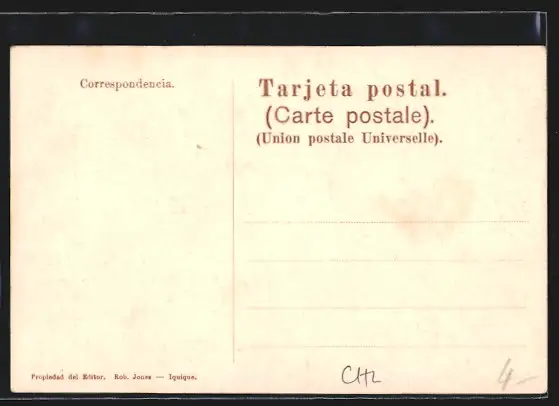 Correspondencia.
Tarjeta postal.
(Carte postale).
(Union postale Universelle).
Propiedad del Editor. Rob. Jones — Iquique.
CHL
4-